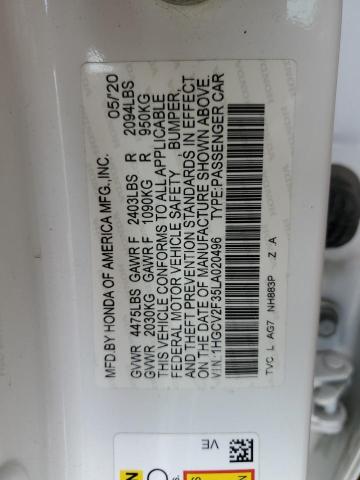 MFD.BY HONDA OF AMERICA MFG.,INC. 05/20
GVWR 4475LBS GAWR F 2403LBS R 2094LBS
GVWR 2030KG GAWR F 1090KG R 950KG
THIS VEHICLE CONFORMS TO ALL APPLICABLE
FEDERAL MOTOR VEHICLE SAFETY, BUMPER,
AND THEFT PREVENTION STANDARDS IN EFFECT
ON THE DATE OF MANUFACTURE SHOWN ABOVE.
V.I.N.:1HGCV2F35LA020496 TYPE:PASSENGER CAR
TVC L AG7 NH883P Z A
VE